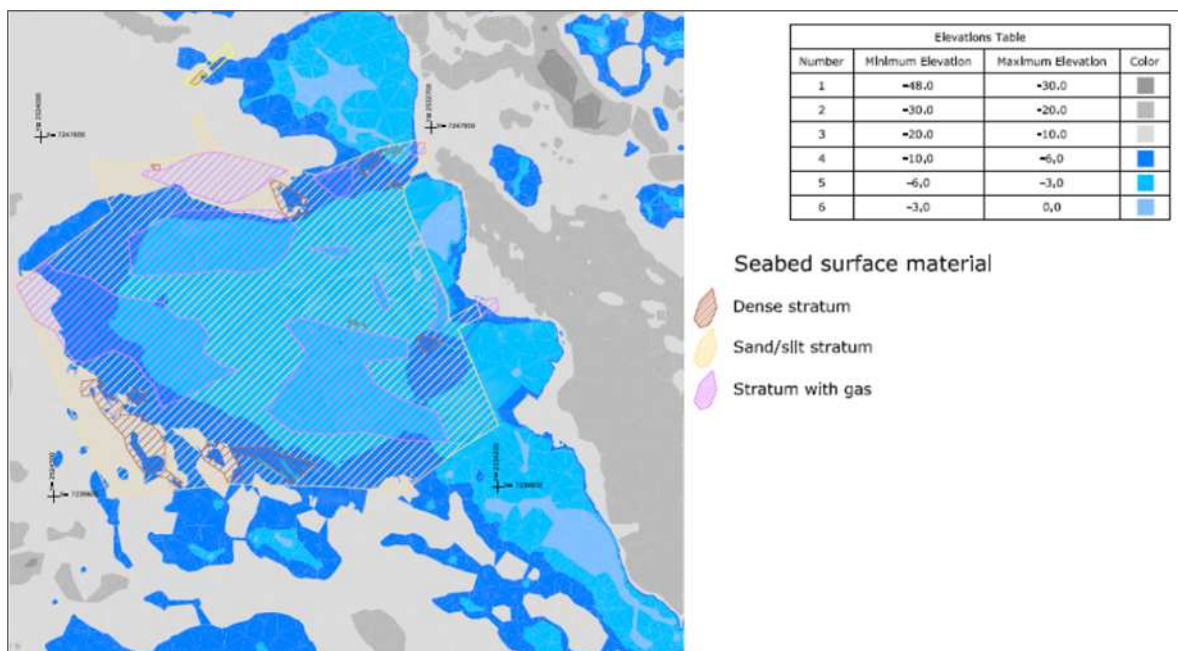 Elevations Table
Number Minimum Elevation Maximum Elevation Color
1 -48.0 -30.0
2 -30.0 -20.0
3 -20.0 -10.0
4 -10.0 -6.0
5 -6.0 -3.0
6 -3.0 0.0
Seabed surface material
Dense stratum
Sand/silt stratum
Stratum with gas